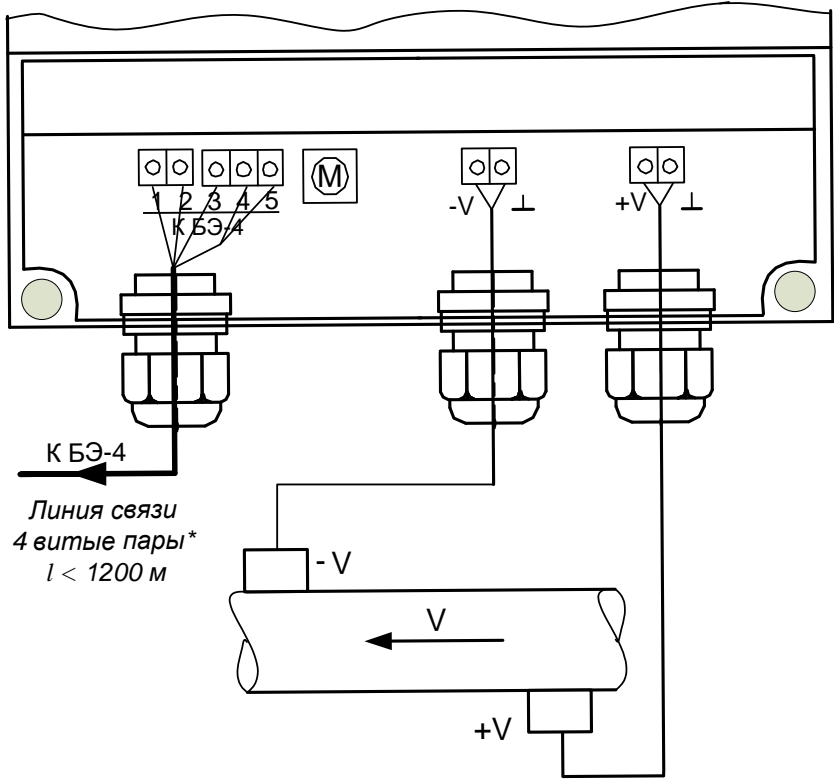 М
1 2 3 4 5
К БЭ-4
-V ⊥
+V ⊥
К БЭ-4
Линия связи
4 витые пары*
l < 1200 м
- V
V
+V